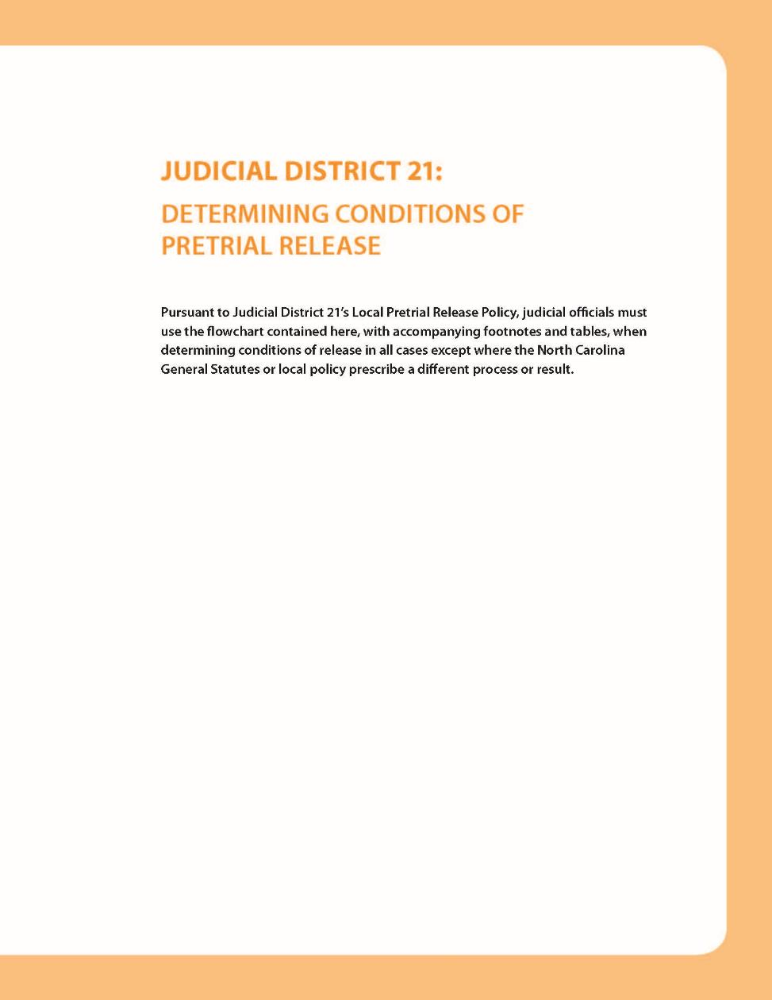 JUDICIAL DISTRICT 21:
DETERMINING CONDITIONS OF
PRETRIAL RELEASE
Pursuant to Judicial District 21’s Local Pretrial Release Policy, judicial officials must
use the flowchart contained here, with accompanying footnotes and tables, when
determining conditions of release in all cases except where the North Carolina
General Statutes or local policy prescribe a different process or result.